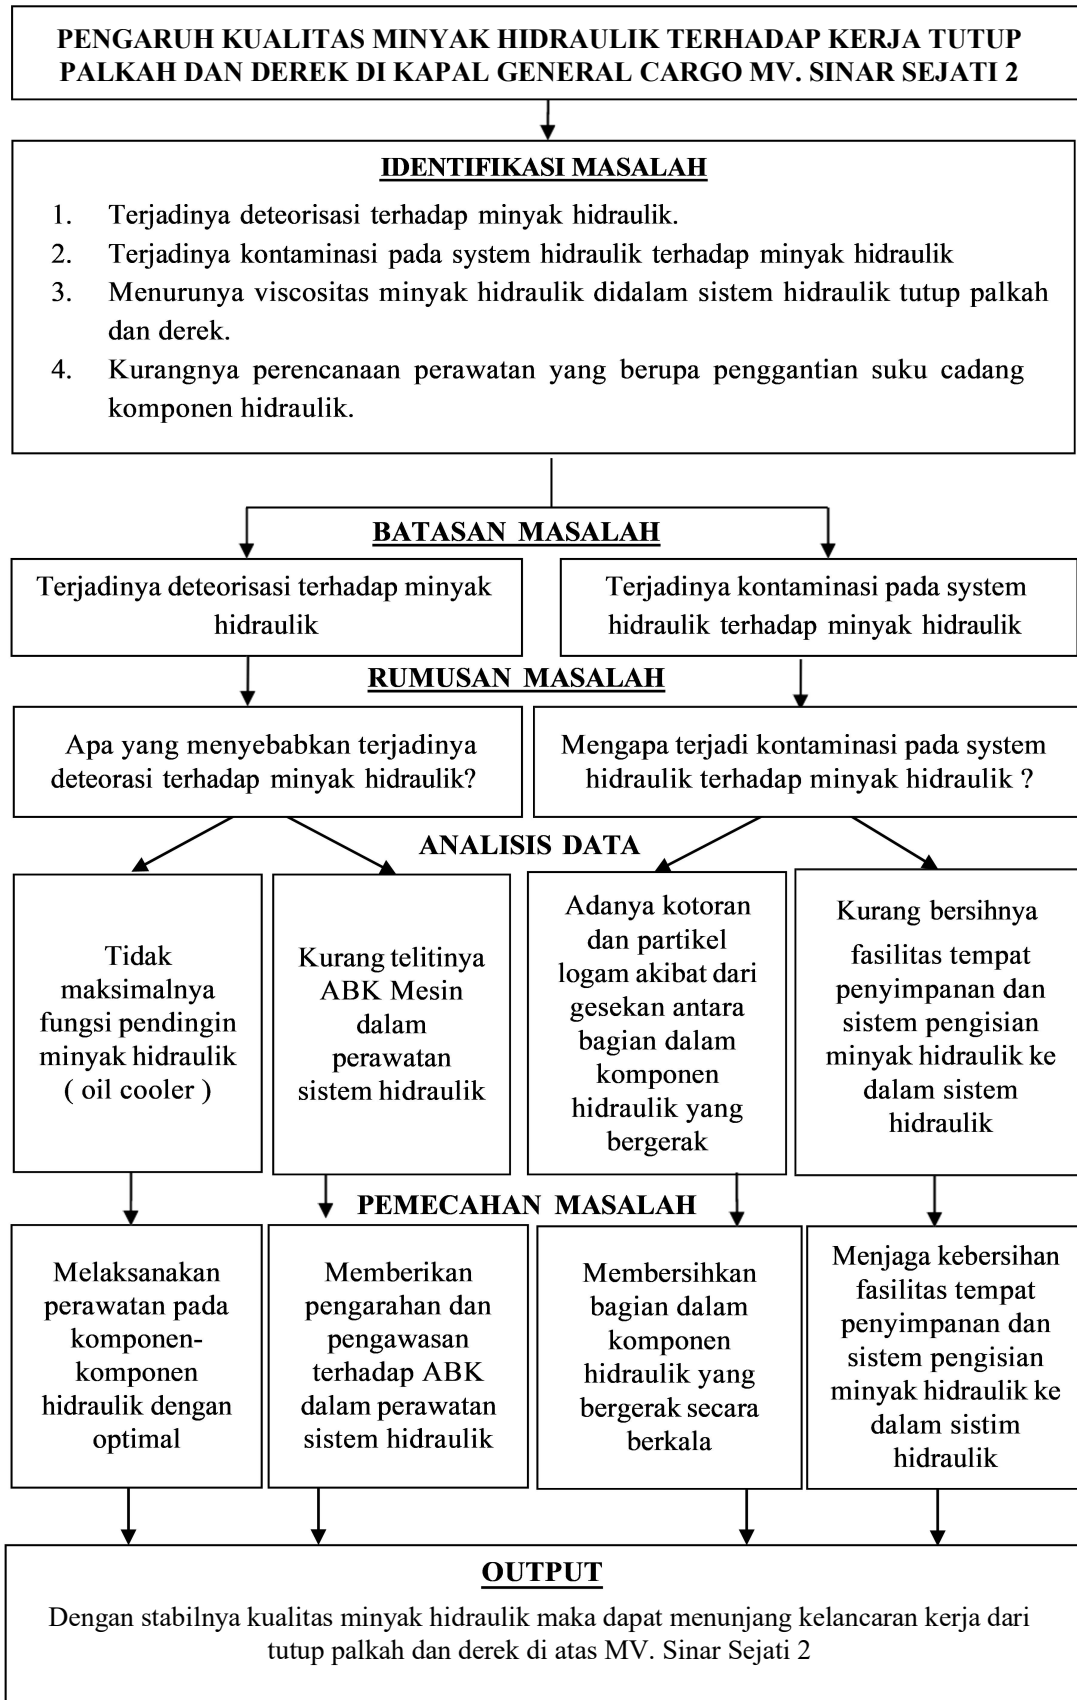 PENGARUH KUALITAS MINYAK HIDRAULIK TERHADAP KERJA TUTUP
PALKAH DAN DEREK DI KAPAL GENERAL CARGO MV. SINAR SEJATI 2
IDENTIFIKASI MASALAH
1. Terjadinya deteorisasi terhadap minyak hidraulik.
2. Terjadinya kontaminasi pada system hidraulik terhadap minyak hidraulik
3. Menurunya viscositas minyak hidraulik didalam sistem hidraulik tutup palkah
dan derek.
4. Kurangnya perencanaan perawatan yang berupa penggantian suku cadang
komponen hidraulik.
BATASAN MASALAH
Terjadinya deteorisasi terhadap minyak
hidraulik
Terjadinya kontaminasi pada system
hidraulik terhadap minyak hidraulik
RUMUSAN MASALAH
Apa yang menyebabkan terjadinya
deteorasi terhadap minyak hidraulik?
Mengapa terjadi kontaminasi pada system
hidraulik terhadap minyak hidraulik ?
ANALISIS DATA
Tidak
maksimalnya
fungsi pendingin
minyak hidraulik
( oil cooler )
Kurang telitinya
ABK Mesin
dalam
perawatan
sistem hidraulik
Adanya kotoran
dan partikel
logam akibat dari
gesekan antara
bagian dalam
komponen
hidraulik yang
bergerak
Kurang bersihnya
fasilitas tempat
penyimpanan dan
sistem pengisian
minyak hidraulik ke
dalam sistem
hidraulik
PEMECAHAN MASALAH
Melaksanakan
perawatan pada
komponen-
komponen
hidraulik dengan
optimal
Memberikan
pengarahan dan
pengawasan
terhadap ABK
dalam perawatan
sistem hidraulik
Membersihkan
bagian dalam
komponen
hidraulik yang
bergerak secara
berkala
Menjaga kebersihan
fasilitas tempat
penyimpanan dan
sistem pengisian
minyak hidraulik ke
dalam sistim
hidraulik
OUTPUT
Dengan stabilnya kualitas minyak hidraulik maka dapat menunjang kelancaran kerja dari
tutup palkah dan derek di atas MV. Sinar Sejati 2